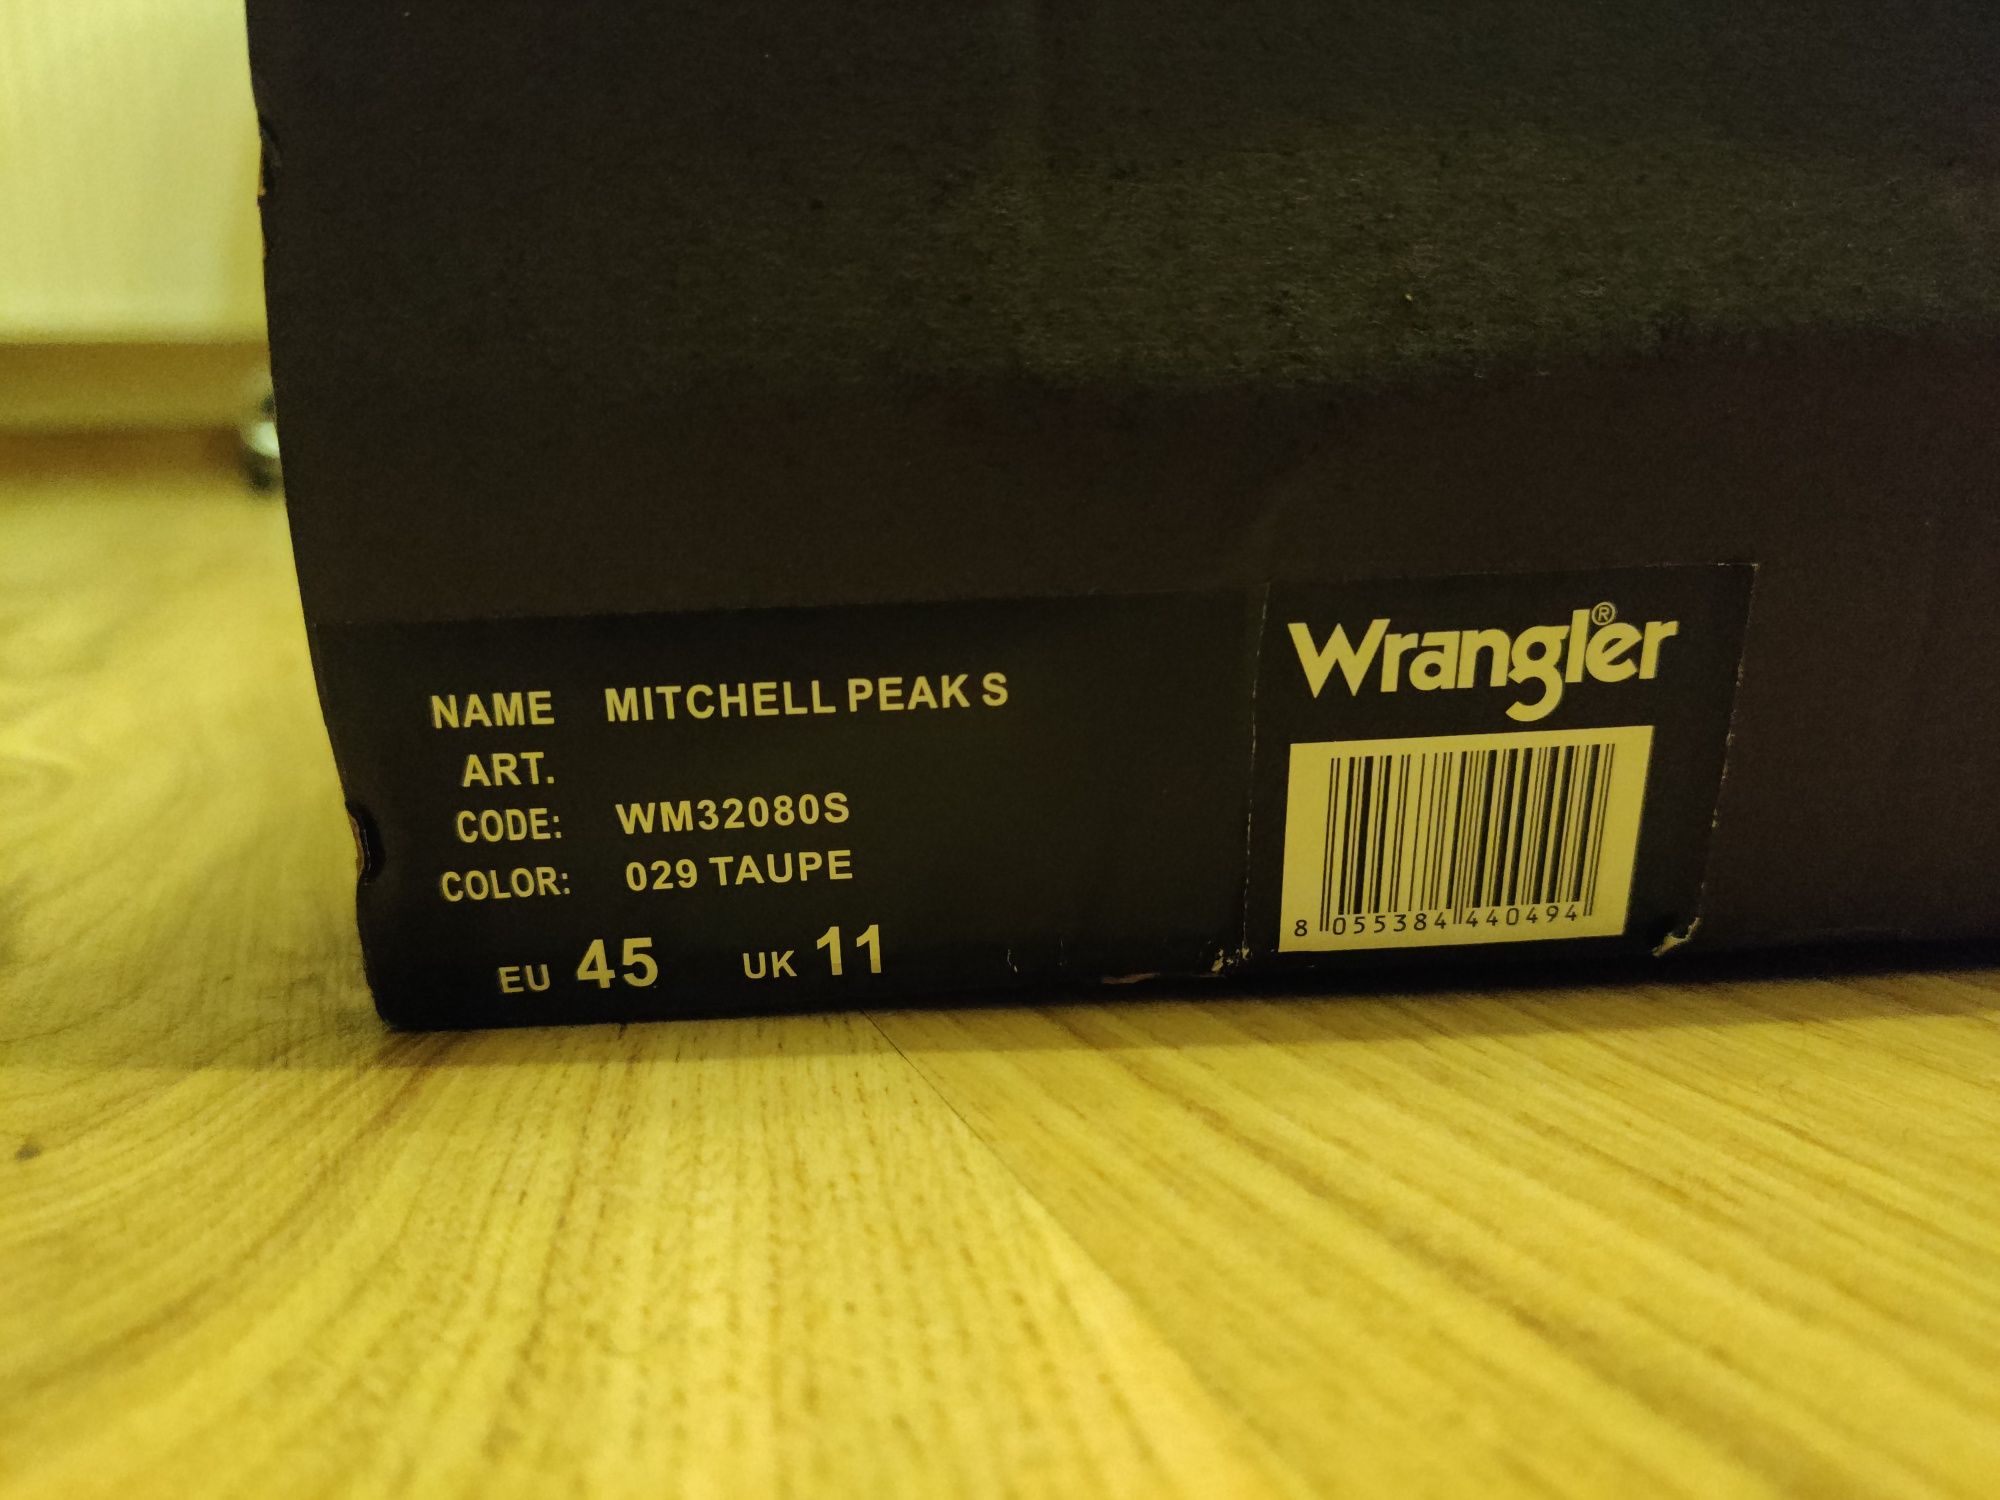 Wrangler®
NAME MITCHELL PEAK S
ART.
CODE: WM32080S
COLOR: 029 TAUPE
EU 45 UK 11
8 055384 440494